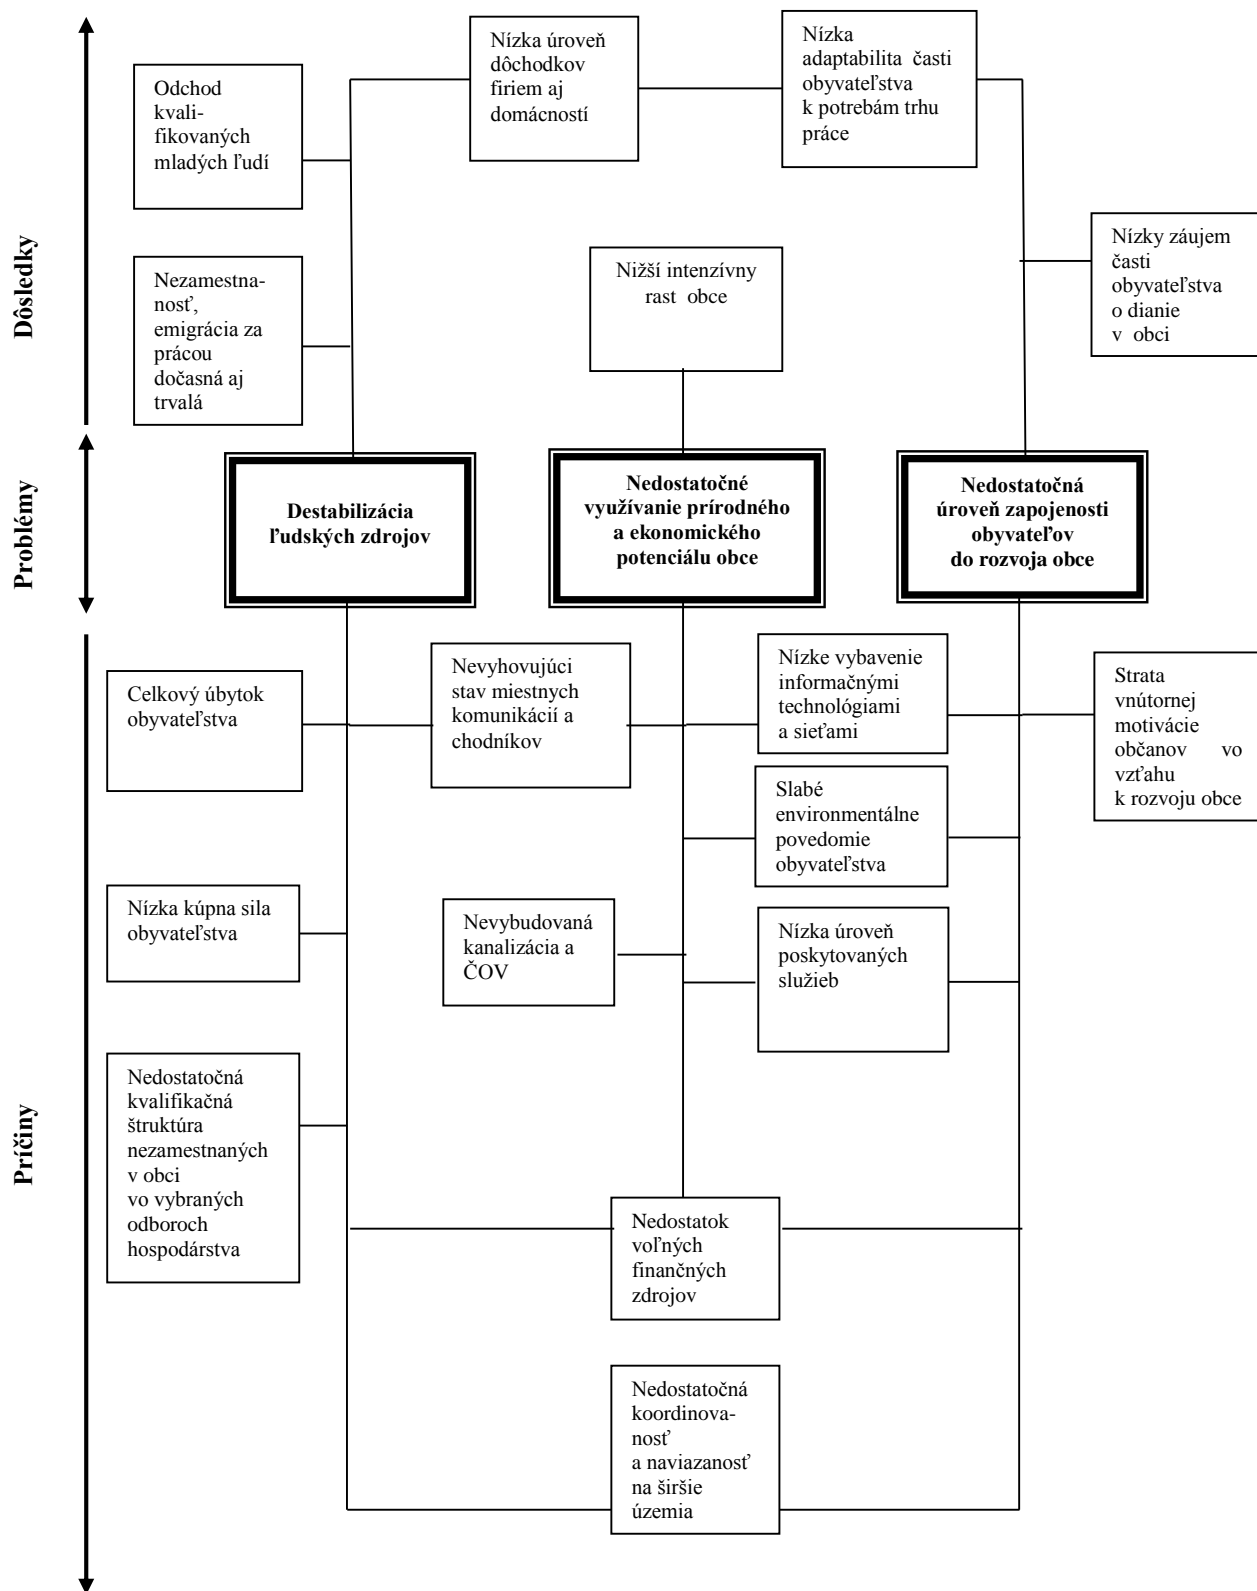 Dôsledky
Odchod
kvali-
fikovaných
mladých ľudí
Nízka úroveň
dôchodkov
firiem aj
domácností
Nízka
adaptabilita časti
obyvateľstva
k potrebám trhu
práce
Nezamestna-
nosť,
emigrácia za
prácou
dočasná aj
trvalá
Nižší intenzívny
rast obce
Nízky záujem
časti
obyvateľstva
o dianie
v obci
Problémy
Destabilizácia
ľudských zdrojov
Nedostatočné
využívanie prírodného
a ekonomického
potenciálu obce
Nedostatočná
úroveň zapojenosti
obyvateľov
do rozvoja obce
Príčiny
Celkový úbytok
obyvateľstva
Nevyhovujúci
stav miestnych
komunikácií a
chodníkov
Nízke vybavenie
informačnými
technológiami
a sieťami
Strata
vnútornej
motivácie
občanov vo
vzťahu
k rozvoju obce
Slabé
environmentálne
povedomie
obyvateľstva
Nízka kúpna sila
obyvateľstva
Nevybudovaná
kanalizácia a
ČOV
Nízka úroveň
poskytovaných
služieb
Nedostatočná
kvalifikačná
štruktúra
nezamestnaných
v obci
vo vybraných
odboroch
hospodárstva
Nedostatok
voľných
finančných
zdrojov
Nedostatočná
koordinova-
nosť
a naviazanosť
na širšie
územia